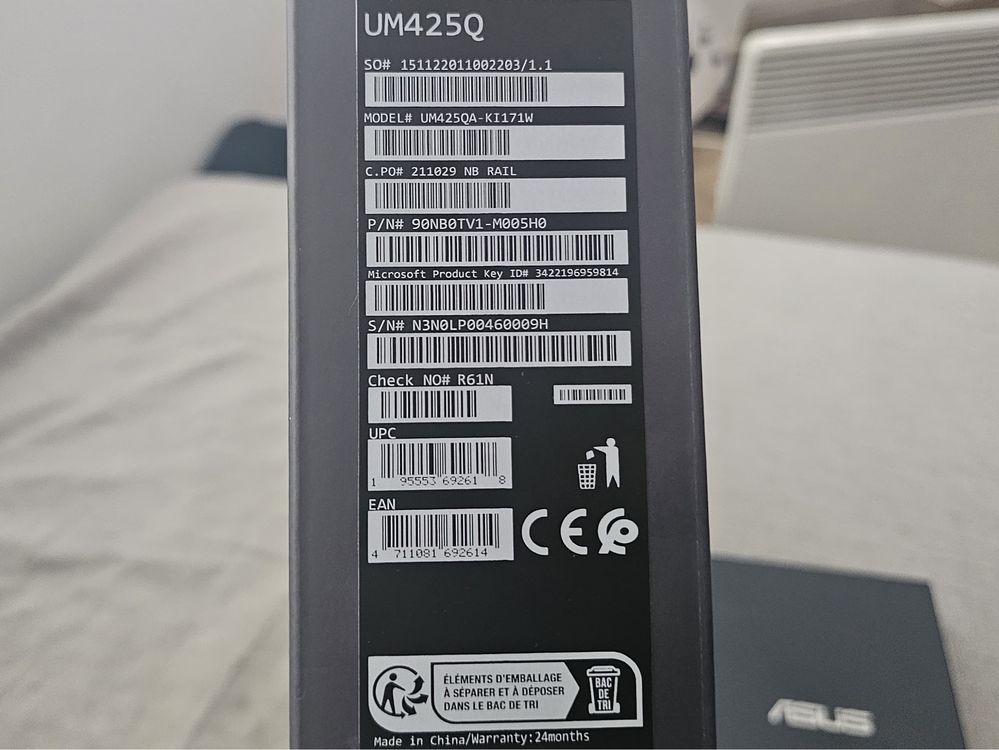 UM425Q
SO# 151122011002203/1.1
MODEL# UM425QA-KI171W
C.PO# 211029 NB RAIL
P/N# 90NB0TV1-M005H0
Microsoft Product Key ID# 3422196959814
S/N# N3N0LP00460009H
Check NO# R61N
UPC
1 95553 69261 8
EAN
4 711081 692614
CE
ÉLÉMENTS D'EMBALLAGE
À SÉPARER ET À DÉPOSER
DANS LE BAC DE TRI
BAC
DE
TRI
Made in China/Warranty:24months
ASUS